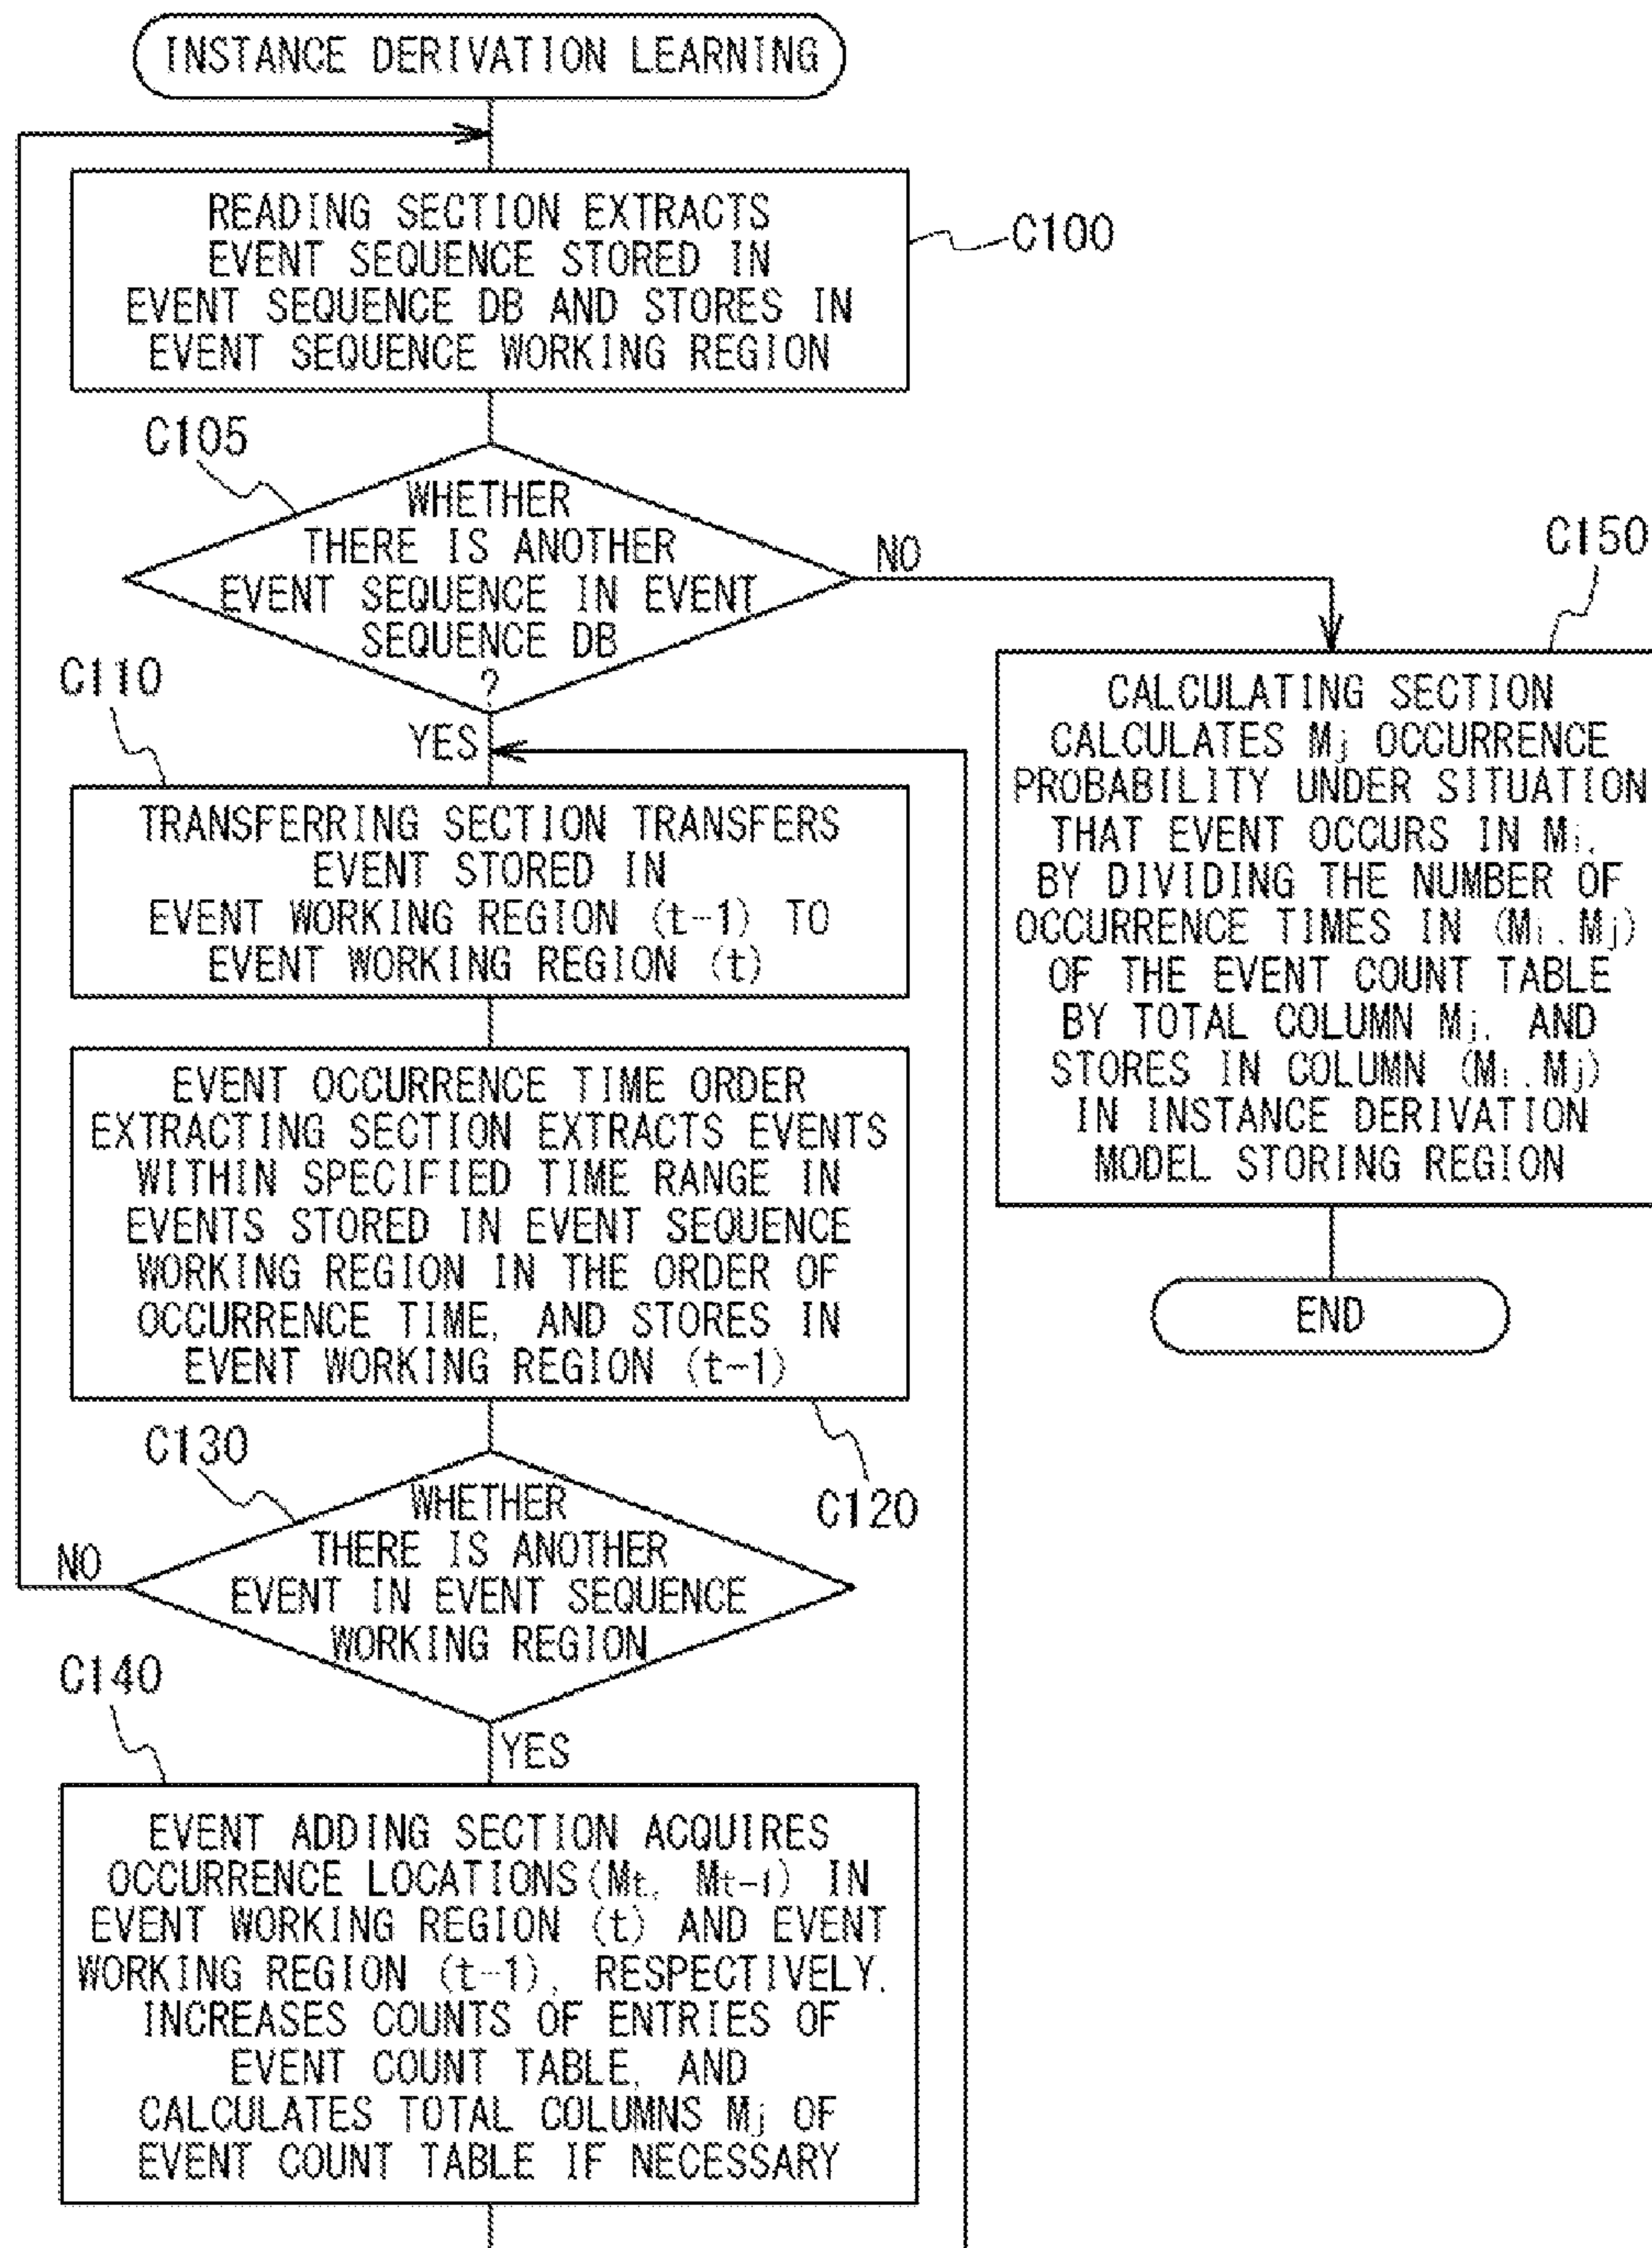 INSTANCE DERIVATION LEARNING
READING SECTION EXTRACTS
EVENT SEQUENCE STORED IN
EVENT SEQUENCE DB AND STORES IN
EVENT SEQUENCE WORKING REGION
C100
C105
WHETHER
THERE IS ANOTHER
EVENT SEQUENCE IN EVENT
SEQUENCE DB
?
NO
YES
C110
TRANSFERRING SECTION TRANSFERS
EVENT STORED IN
EVENT WORKING REGION (t-1) TO
EVENT WORKING REGION (t)
EVENT OCCURRENCE TIME ORDER
EXTRACTING SECTION EXTRACTS EVENTS
WITHIN SPECIFIED TIME RANGE IN
EVENTS STORED IN EVENT SEQUENCE
WORKING REGION IN THE ORDER OF
OCCURRENCE TIME, AND STORES IN
EVENT WORKING REGION (t-1)
C120
C130
WHETHER
THERE IS ANOTHER
EVENT IN EVENT SEQUENCE
WORKING REGION
NO
YES
C140
EVENT ADDING SECTION ACQUIRES
OCCURRENCE LOCATIONS(Mt, Mt-1) IN
EVENT WORKING REGION (t) AND EVENT
WORKING REGION (t-1), RESPECTIVELY,
INCREASES COUNTS OF ENTRIES OF
EVENT COUNT TABLE, AND
CALCULATES TOTAL COLUMNS Mj OF
EVENT COUNT TABLE IF NECESSARY
C150
CALCULATING SECTION
CALCULATES Mj OCCURRENCE
PROBABILITY UNDER SITUATION
THAT EVENT OCCURS IN Mi,
BY DIVIDING THE NUMBER OF
OCCURRENCE TIMES IN (Mi, Mj)
OF THE EVENT COUNT TABLE
BY TOTAL COLUMN Mj, AND
STORES IN COLUMN (Mi, Mj)
IN INSTANCE DERIVATION
MODEL STORING REGION
END